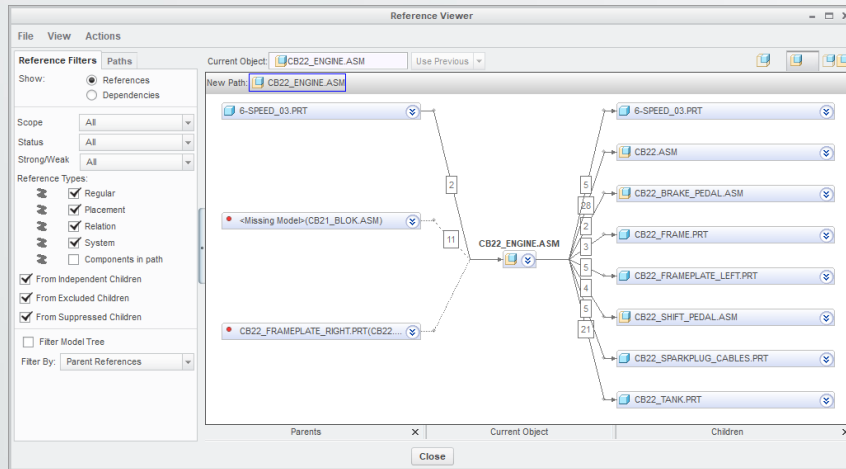 Reference Viewer
File View Actions
Reference Filters Paths
Current Object: CB22_ENGINE.ASM Use Previous
Show: References
Dependencies
New Path: CB22_ENGINE.ASM
Scope All
Status All
Strong/Weak All
Reference Types:
Regular
Placement
Relation
System
Components in path
From Independent Children
From Excluded Children
From Suppressed Children
Filter Model Tree
Filter By: Parent References
6-SPEED_03.PRT
<Missing Model>(CB21_BLOK.ASM)
CB22_FRAMEPLATE_RIGHT.PRT(CB22....
2
11
CB22_ENGINE.ASM
5
28
2
3
5
4
5
21
6-SPEED_03.PRT
CB22.ASM
CB22_BRAKE_PEDAL.ASM
CB22_FRAME.PRT
CB22_FRAMEPLATE_LEFT.PRT
CB22_SHIFT_PEDAL.ASM
CB22_SPARKPLUG_CABLES.PRT
CB22_TANK.PRT
Parents Current Object Children
Close